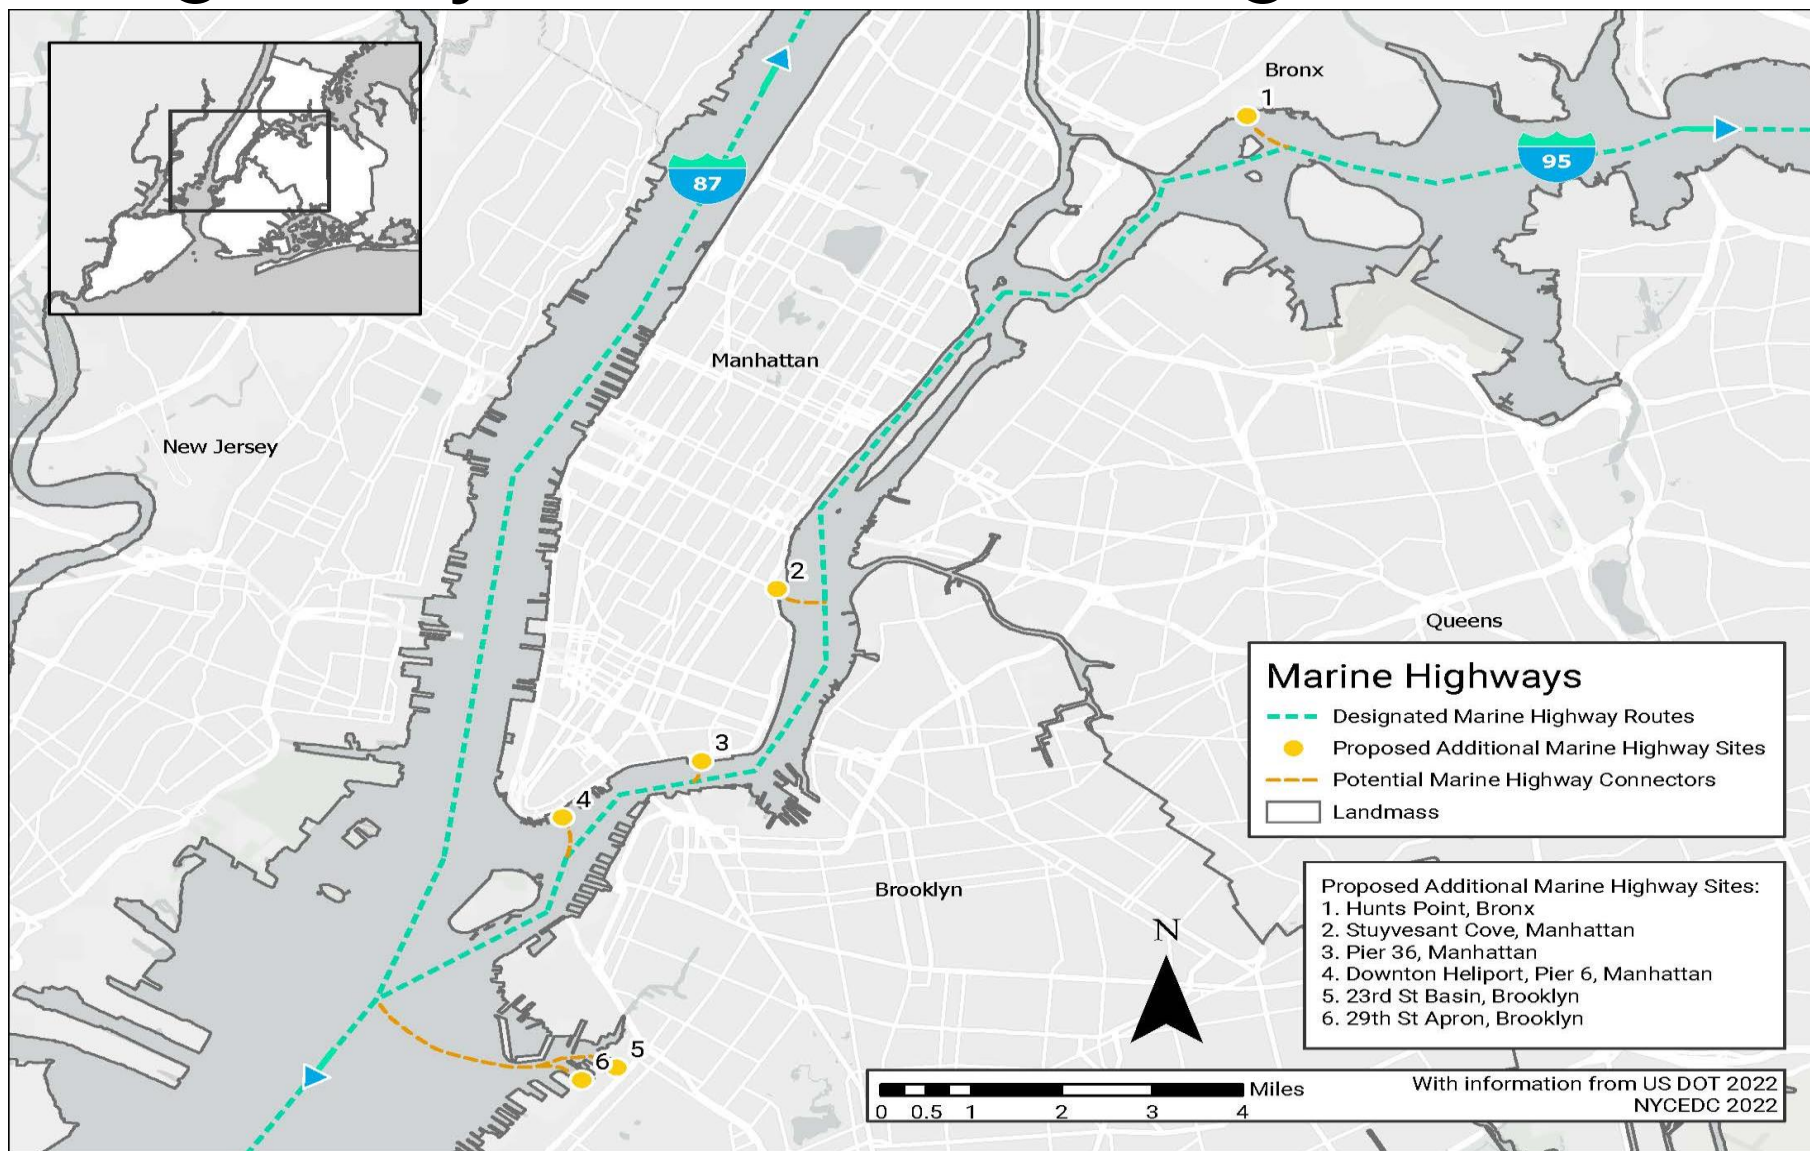 Bronx
1
87
95
Manhattan
New Jersey
2
Queens
3
4
Brooklyn
5
6
Marine Highways
Designated Marine Highway Routes
Proposed Additional Marine Highway Sites
Potential Marine Highway Connectors
Landmass
Proposed Additional Marine Highway Sites:
1. Hunts Point, Bronx
2. Stuyvesant Cove, Manhattan
3. Pier 36, Manhattan
4. Downton Heliport, Pier 6, Manhattan
5. 23rd St Basin, Brooklyn
6. 29th St Apron, Brooklyn
N
Miles
0 0.5 1 2 3 4
With information from US DOT 2022
NYCEDC 2022